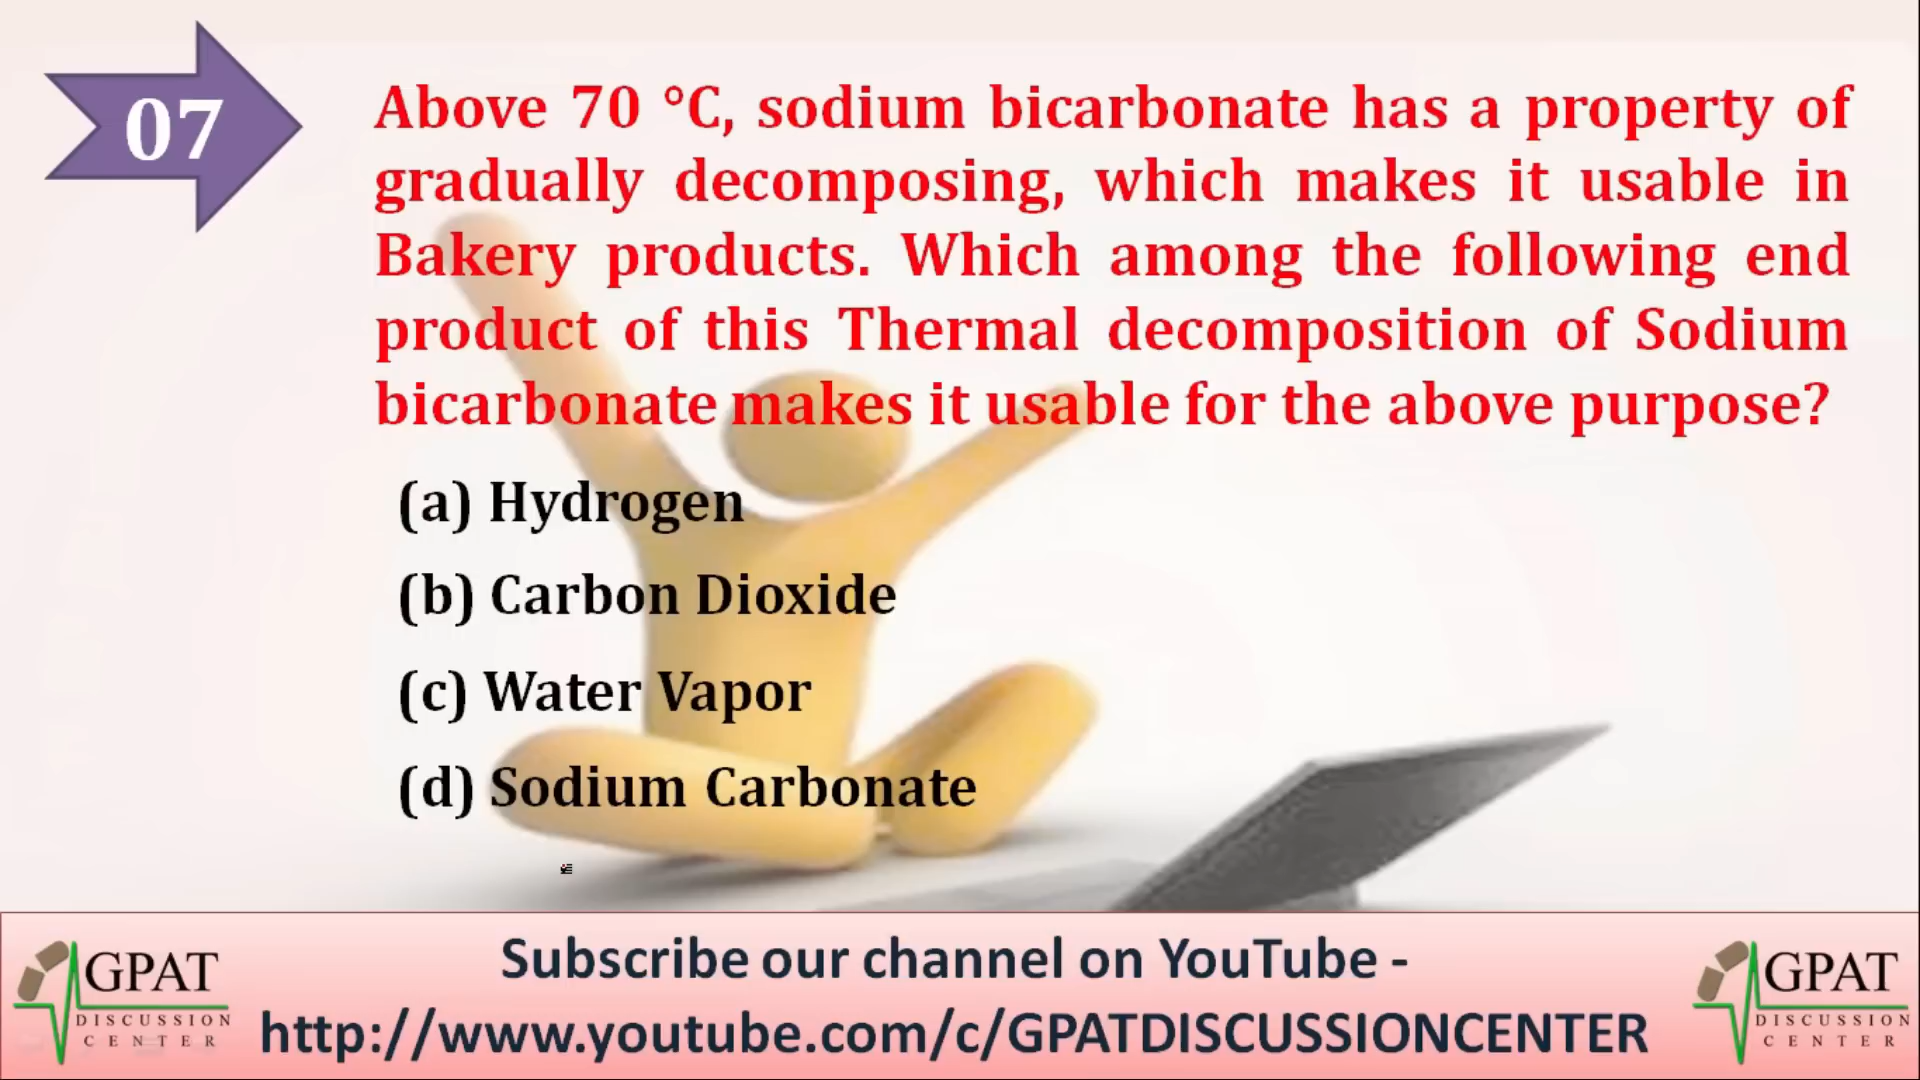 07
Above 70 °C, sodium bicarbonate has a property of
gradually decomposing, which makes it usable in
Bakery products. Which among the following end
product of this Thermal decomposition of Sodium
bicarbonate makes it usable for the above purpose?
(a) Hydrogen
(b) Carbon Dioxide
(c) Water Vapor
(d) Sodium Carbonate
GPAT
DISCUSSION
CENTER
Subscribe our channel on YouTube -
http://www.youtube.com/c/GPATDISCUSSIONCENTER
GPAT
DISCUSSION
CENTER